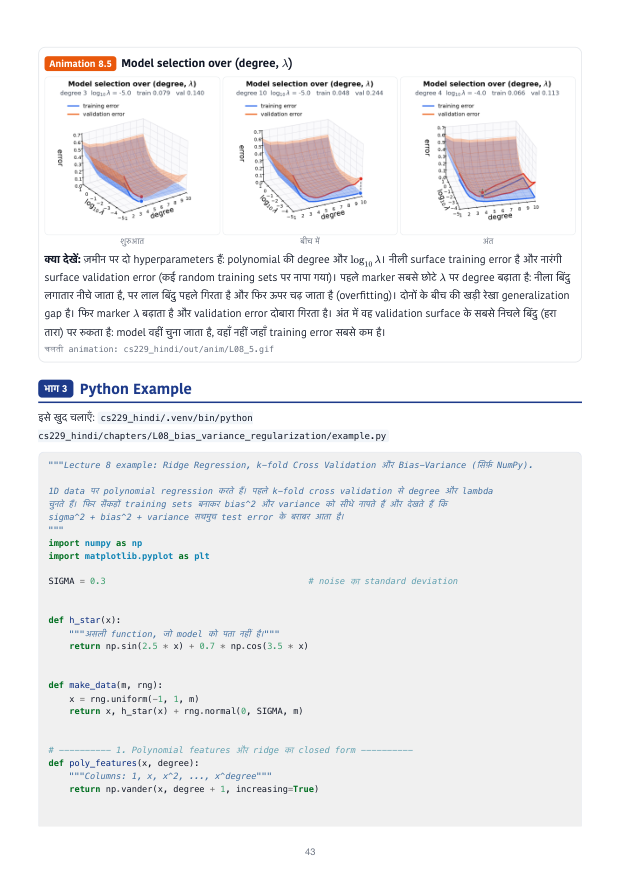 Animation 8.5 Model selection over (degree, λ)
Model selection over (degree, λ)
degree 3 log₁₀ λ = -5.0 train 0.079 val 0.140
training error
validation error
error
log₁₀ λ
degree
Model selection over (degree, λ)
degree 10 log₁₀ λ = -5.0 train 0.048 val 0.244
training error
validation error
error
log₁₀ λ
degree
Model selection over (degree, λ)
degree 4 log₁₀ λ = -4.0 train 0.066 val 0.113
training error
validation error
error
log₁₀ λ
degree
शुरुआत
बीच में
अंत
क्या देखें: जमीन पर दो hyperparameters हैं: polynomial की degree और log₁₀ λ। नीली surface training error है और नारंगी
surface validation error (कई random training sets पर नापा गया)। पहले marker सबसे छोटे λ पर degree बढ़ाता है: नीला बिंदु
लगातार नीचे जाता है, पर लाल बिंदु पहले गिरता है और फिर ऊपर चढ़ जाता है (overfitting)। दोनों के बीच की खड़ी रेखा generalization
gap है। फिर marker λ बढ़ाता है और validation error दोबारा गिरता है। अंत में वह validation surface के सबसे निचले बिंदु (हरा
तारा) पर रुकता है: model वहीं चुना जाता है, वहाँ नहीं जहाँ training error सबसे कम है।
चलती animation: cs229_hindi/out/anim/L08_5.gif
भाग 3 Python Example
इसे खुद चलाएँ: cs229_hindi/.venv/bin/python
cs229_hindi/chapters/L08_bias_variance_regularization/example.py
"""Lecture 8 example: Ridge Regression, k-fold Cross Validation और Bias-Variance (सिर्फ़ NumPy).
1D data पर polynomial regression करते हैं। पहले k-fold cross validation से degree और lambda
चुनते हैं। फिर सैकड़ों training sets बनाकर bias^2 और variance को सीधे नापते हैं और देखते हैं कि
sigma^2 + bias^2 + variance सचमुच test error के बराबर आता है।
"""
import numpy as np
import matplotlib.pyplot as plt
SIGMA = 0.3 # noise का standard deviation
def h_star(x):
"""असली function, जो model को पता नहीं है।"""
return np.sin(2.5 * x) + 0.7 * np.cos(3.5 * x)
def make_data(m, rng):
x = rng.uniform(-1, 1, m)
return x, h_star(x) + rng.normal(0, SIGMA, m)
# ---------- 1. Polynomial features और ridge का closed form ----------
def poly_features(x, degree):
"""Columns: 1, x, x^2, ..., x^degree"""
return np.vander(x, degree + 1, increasing=True)
43